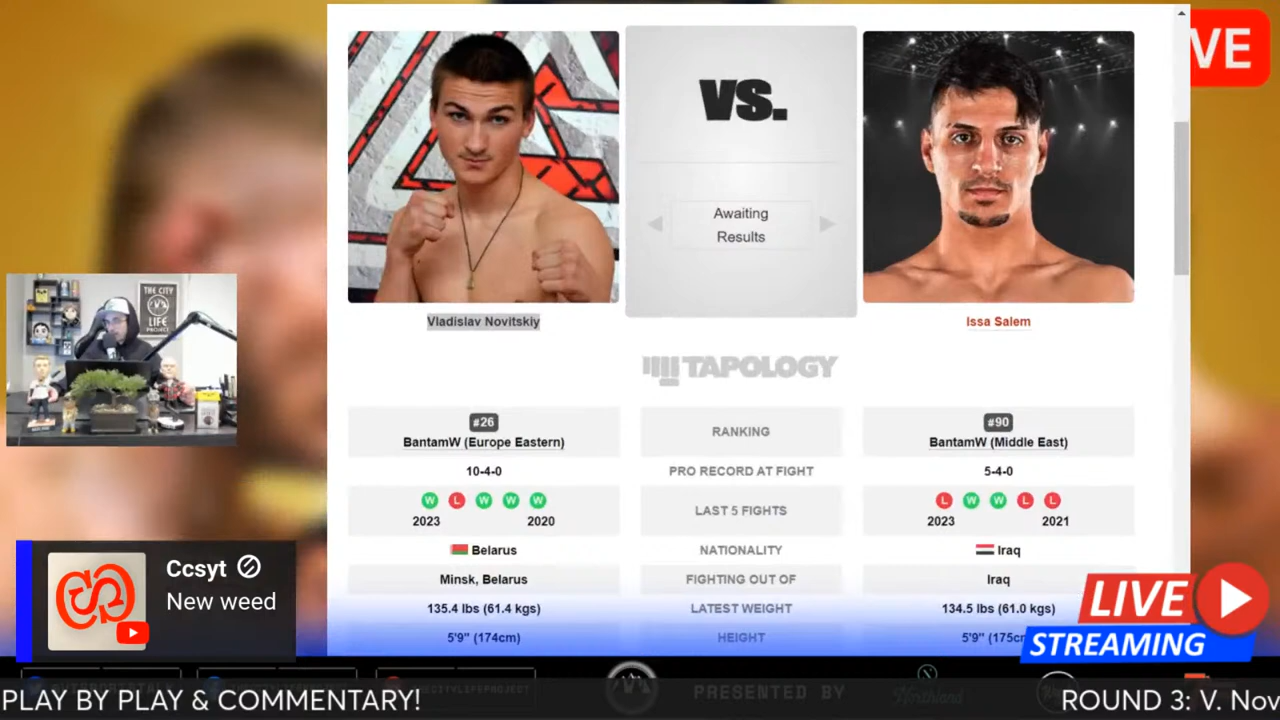 VE
VS.
Awaiting
Results
Vladislav Novitskiy
Issa Salem
TAPOLOGY
THE CITY
LIFE
PROJECT
#26
BantamW (Europe Eastern)
RANKING
#90
BantamW (Middle East)
10-4-0
PRO RECORD AT FIGHT
5-4-0
W L W W W
LAST 5 FIGHTS
L W W L L
2023 2020
2023 2021
Belarus
NATIONALITY
Iraq
Minsk, Belarus
FIGHTING OUT OF
Iraq
135.4 lbs (61.4 kgs)
LATEST WEIGHT
134.5 lbs (61.0 kgs)
5'9" (174cm)
HEIGHT
5'9" (175cm
Ccsyt
New weed
LIVE
STREAMING
PRESENTED BY
Northland
PLAY BY PLAY & COMMENTARY!
ROUND 3: V. Nov